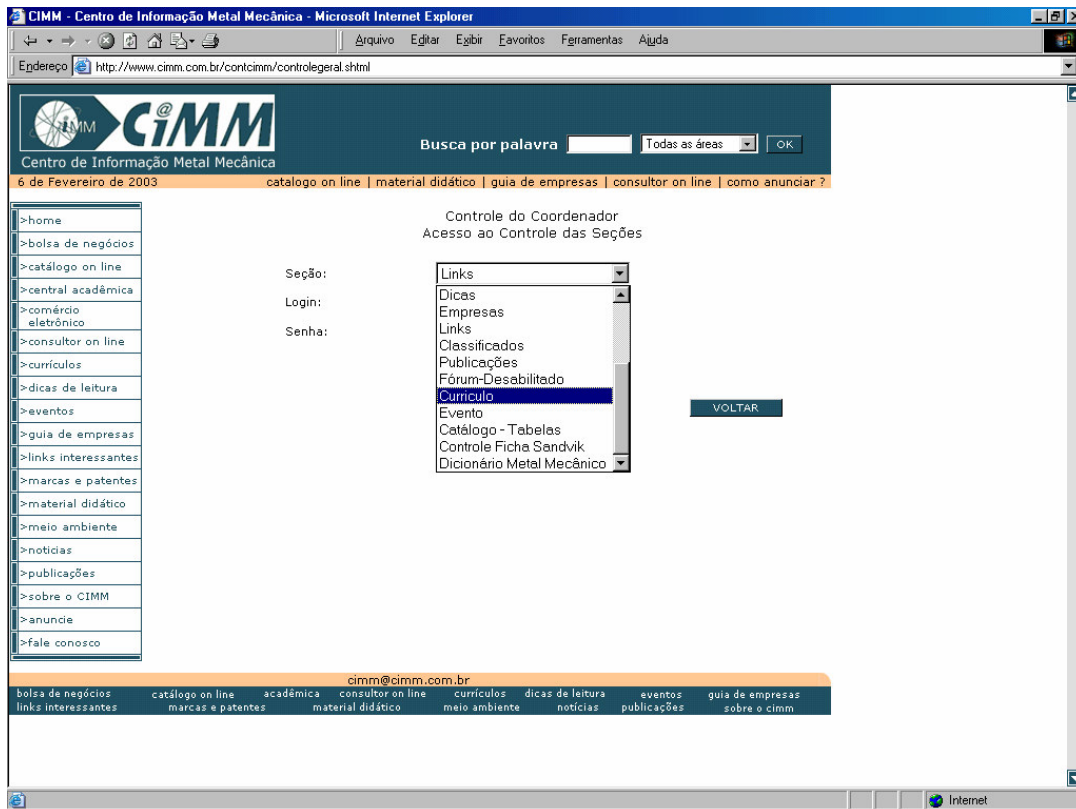 CIMM - Centro de Informação Metal Mecânica - Microsoft Internet Explorer
Arquivo Editar Exibir Favoritos Ferramentas Ajuda
Endereço http://www.cimm.com.br/contcimm/controlegeral.shtml
iMM CiMM
Centro de Informação Metal Mecânica
Busca por palavra Todas as áreas OK
6 de Fevereiro de 2003 catalogo on line | material didático | guia de empresas | consultor on line | como anunciar ?
>home
>bolsa de negócios
>catálogo on line
>central acadêmica
>comércio
eletrônico
>consultor on line
>currículos
>dicas de leitura
>eventos
>guia de empresas
>links interessantes
>marcas e patentes
>material didático
>meio ambiente
>noticias
>publicações
>sobre o CIMM
>anuncie
>fale conosco
Controle do Coordenador
Acesso ao Controle das Seções
Seção: Links
Login:
Senha:
Dicas
Empresas
Links
Classificados
Publicações
Fórum-Desabilitado
Curriculo
Evento
Catálogo - Tabelas
Controle Ficha Sandvik
Dicionário Metal Mecânico
VOLTAR
cimm@cimm.com.br
bolsa de negócios catálogo on line acadêmica consultor on line currículos dicas de leitura eventos guia de empresas
links interessantes marcas e patentes material didático meio ambiente notícias publicações sobre o cimm
Internet